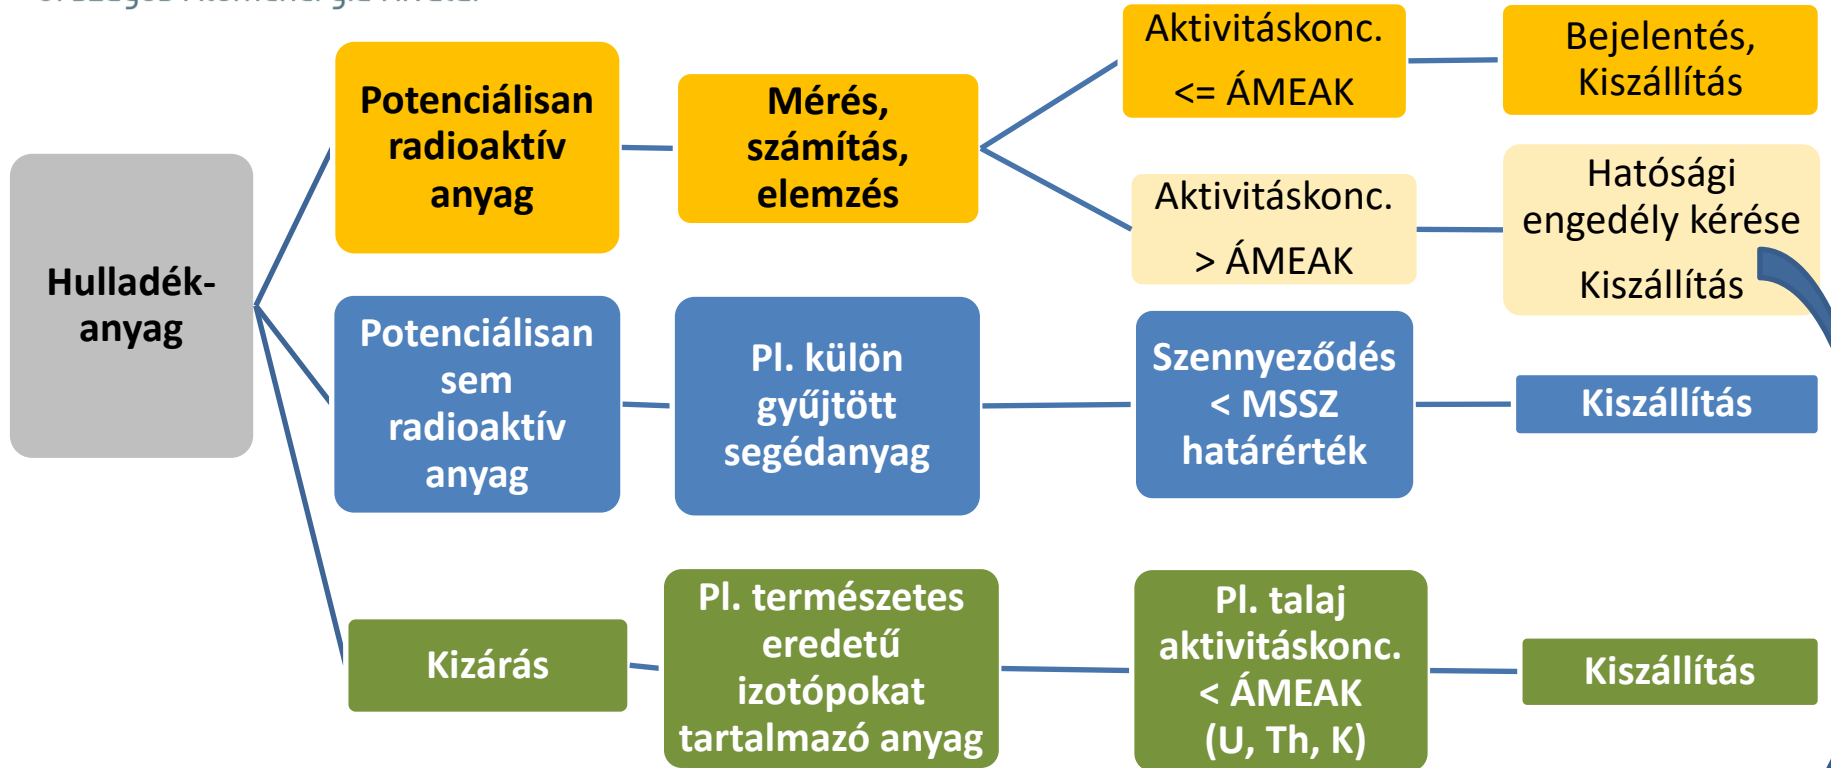 Hulladék-
anyag
Potenciálisan
radioaktív
anyag
Mérés,
számítás,
elemzés
Aktivitáskonc.
<= ÁMEAK
Bejelentés,
Kiszállítás
Aktivitáskonc.
> ÁMEAK
Hatósági
engedély kérése
Kiszállítás
Potenciálisan
sem
radioaktív
anyag
Pl. külön
gyűjtött
segédanyag
Szennyeződés
< MSSZ
határérték
Kiszállítás
Kizárás
Pl. természetes
eredetű
izotópokat
tartalmazó anyag
Pl. talaj
aktivitáskonc.
< ÁMEAK
(U, Th, K)
Kiszállítás